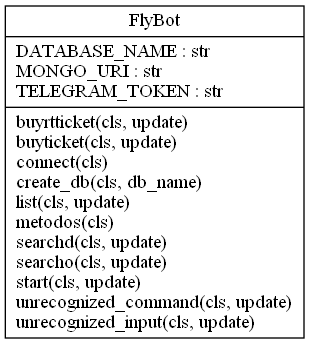 FlyBot
DATABASE_NAME : str
MONGO_URI : str
TELEGRAM_TOKEN : str
buyrtticket(cls, update)
buyticket(cls, update)
connect(cls)
create_db(cls, db_name)
list(cls, update)
metodos(cls)
searchd(cls, update)
searcho(cls, update)
start(cls, update)
unrecognized_command(cls, update)
unrecognized_input(cls, update)